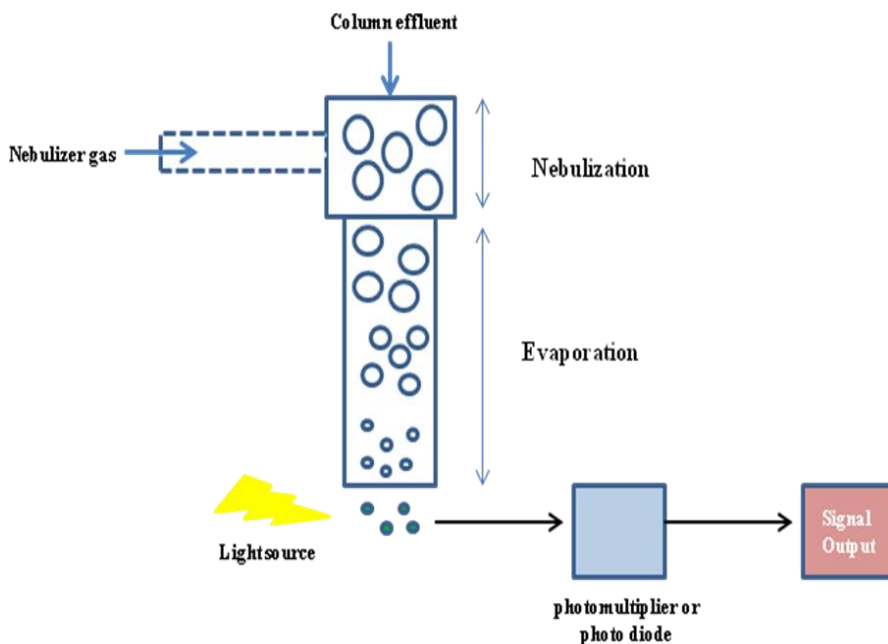 Column effluent
Nebulizer gas
Nebulization
Evaporation
Lightsource
photomultiplier or
photo diode
Signal
Output